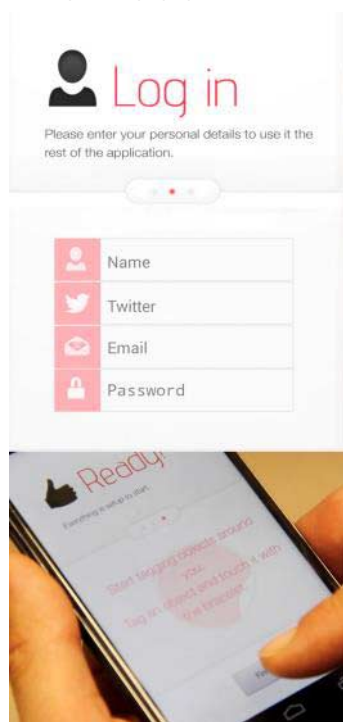 Log in
Please enter your personal details to use it the
rest of the application.
Name
Twitter
Email
Password
Ready!
Everything is setup to start.
Start tagging objects around
you.
Tag an object and touch it with
the bracelet.